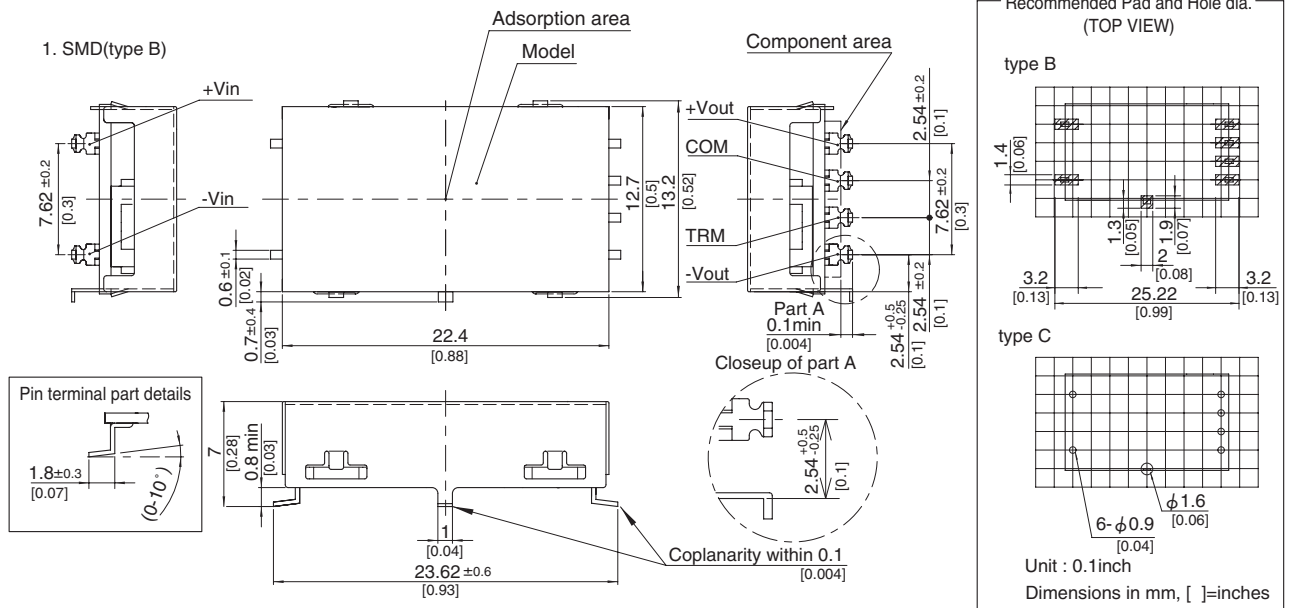 1. SMD(type B)
Adsorption area
Model
Component area
+Vin
-Vin
7.62 ±0.2
[0.3]
0.6 ±0.1
[0.02]
0.7±0.4
[0.03]
22.4
[0.88]
12.7
[0.5]
13.2
[0.52]
+Vout
COM
TRM
-Vout
2.54 ±0.2
[0.1]
7.62 ±0.2
[0.3]
2.54 ±0.2
[0.1]
2.54 +0.5 -0.25
[0.1]
Part A
0.1min
[0.004]
Closeup of part A
2.54 +0.5 -0.25
[0.1]
Pin terminal part details
1.8±0.3
[0.07]
(0-10°)
7
[0.28]
0.8 min
[0.03]
1
[0.04]
23.62 ±0.6
[0.93]
Coplanarity within 0.1
[0.004]
Recommended Pad and Hole dia.
(TOP VIEW)
type B
1.4
[0.06]
1.3
[0.05]
1.9
[0.07]
2
[0.08]
3.2
[0.13]
25.22
[0.99]
3.2
[0.13]
type C
6-ϕ0.9
[0.04]
ϕ1.6
[0.06]
Unit : 0.1inch
Dimensions in mm, [ ]=inches